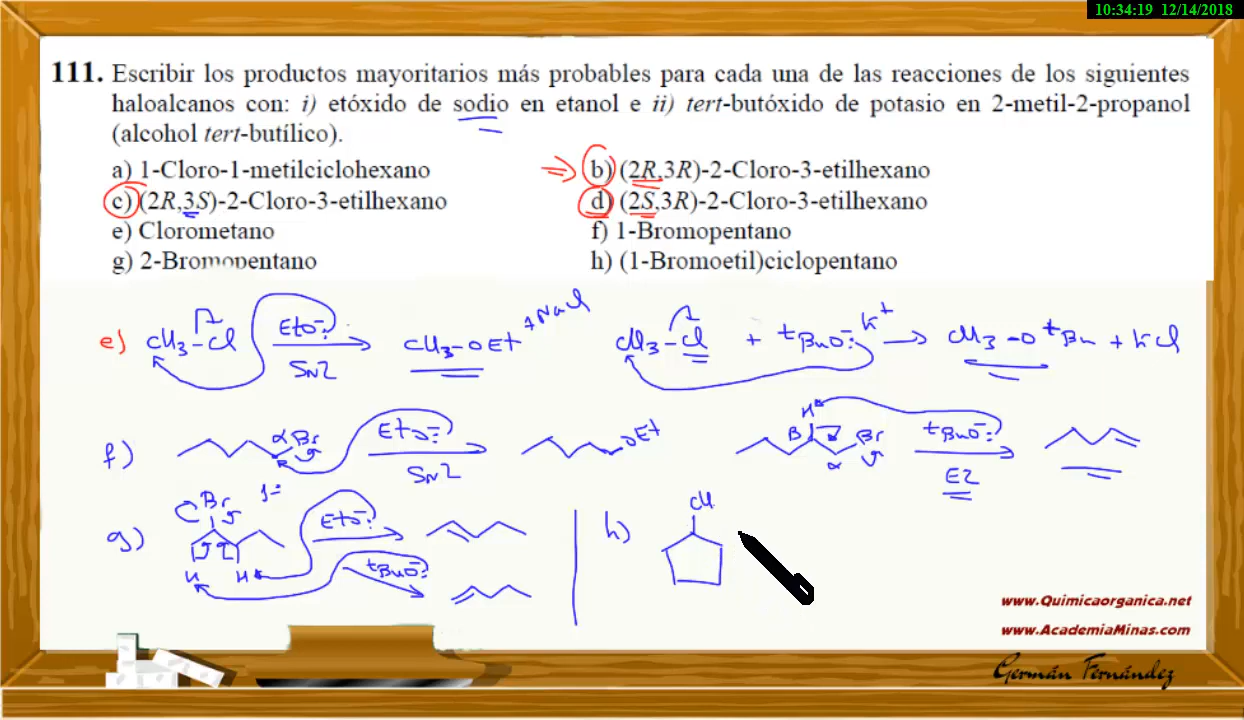 10:34:19 12/14/2018
111. Escribir los productos mayoritarios más probables para cada una de las reacciones de los siguientes
haloalcanos con: i) etóxido de sodio en etanol e ii) tert-butóxido de potasio en 2-metil-2-propanol
(alcohol tert-butílico).
a) 1-Cloro-1-metilciclohexano
b) (2R,3R)-2-Cloro-3-etilhexano
c) (2R,3S)-2-Cloro-3-etilhexano
d) (2S,3R)-2-Cloro-3-etilhexano
e) Clorometano
f) 1-Bromopentano
g) 2-Bromopentano
h) (1-Bromoetil)ciclopentano
e) CH3-Cl EtO-: SN2 CH3-OEt +NaCl
CH3-Cl + tBuO-: K+ CH3-OtBu + KCl
f) α Br EtO-: SN2 OEt
H β α Br tBuO-: E2
g) Br H H EtO-: tBuO-:
h)
www.Quimicaorganica.net
www.AcademiaMinas.com
Germán Fernández